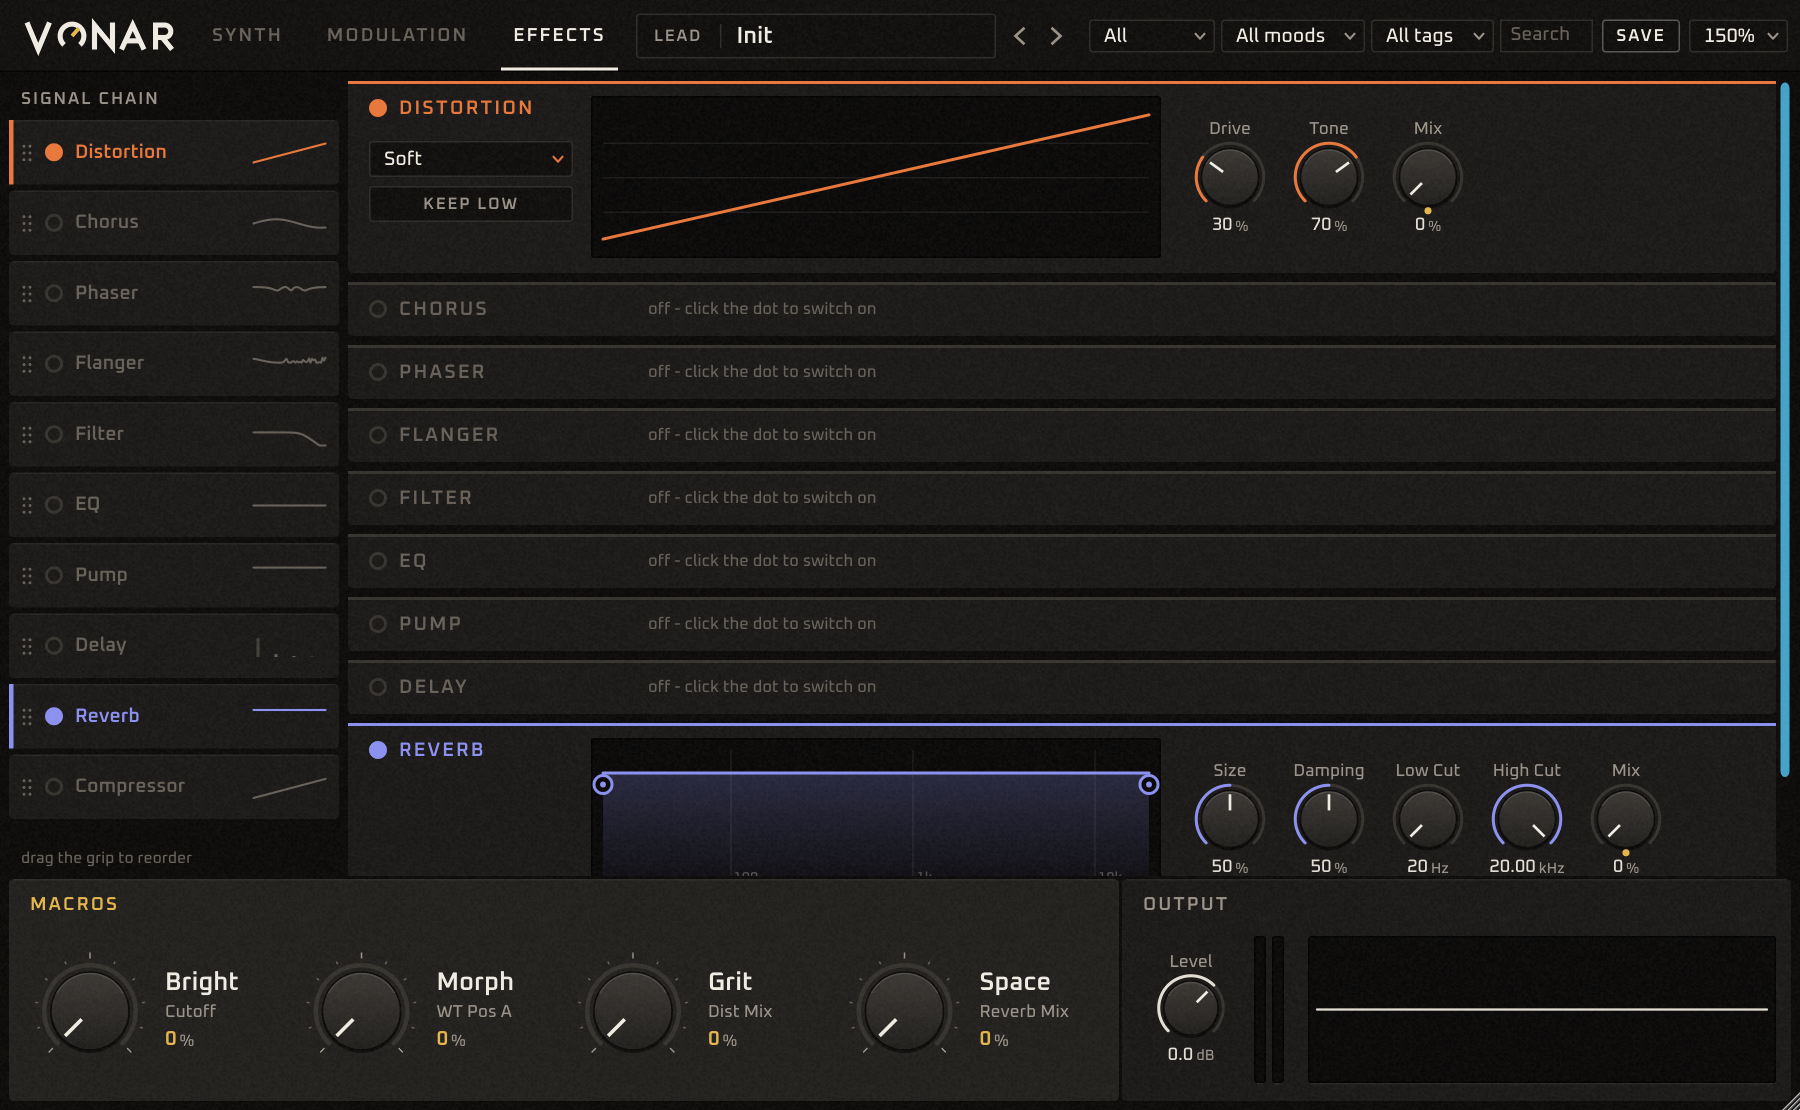 VONAR
SYNTH MODULATION EFFECTS
LEAD Init
All All moods All tags Search SAVE 150%
SIGNAL CHAIN
Distortion
Chorus
Phaser
Flanger
Filter
EQ
Pump
Delay
Reverb
Compressor
drag the grip to reorder
DISTORTION
Soft
KEEP LOW
Drive Tone Mix
30 % 70 % 0 %
CHORUS off - click the dot to switch on
PHASER off - click the dot to switch on
FLANGER off - click the dot to switch on
FILTER off - click the dot to switch on
EQ off - click the dot to switch on
PUMP off - click the dot to switch on
DELAY off - click the dot to switch on
REVERB
Size Damping Low Cut High Cut Mix
50 % 50 % 20 Hz 20.00 kHz 0 %
MACROS
Bright
Cutoff
0 %
Morph
WT Pos A
0 %
Grit
Dist Mix
0 %
Space
Reverb Mix
0 %
OUTPUT
Level
0.0 dB